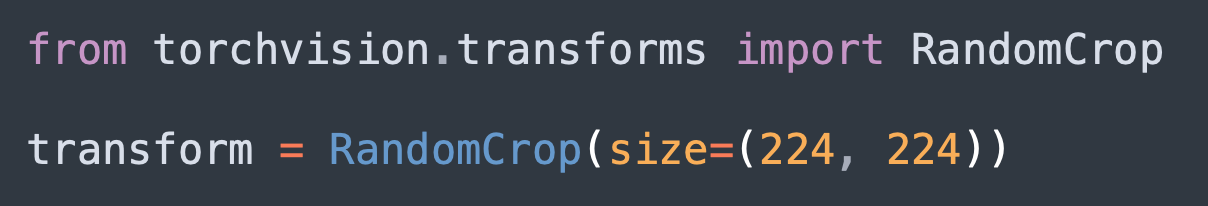 from torchvision.transforms import RandomCrop
transform = RandomCrop(size=(224, 224))